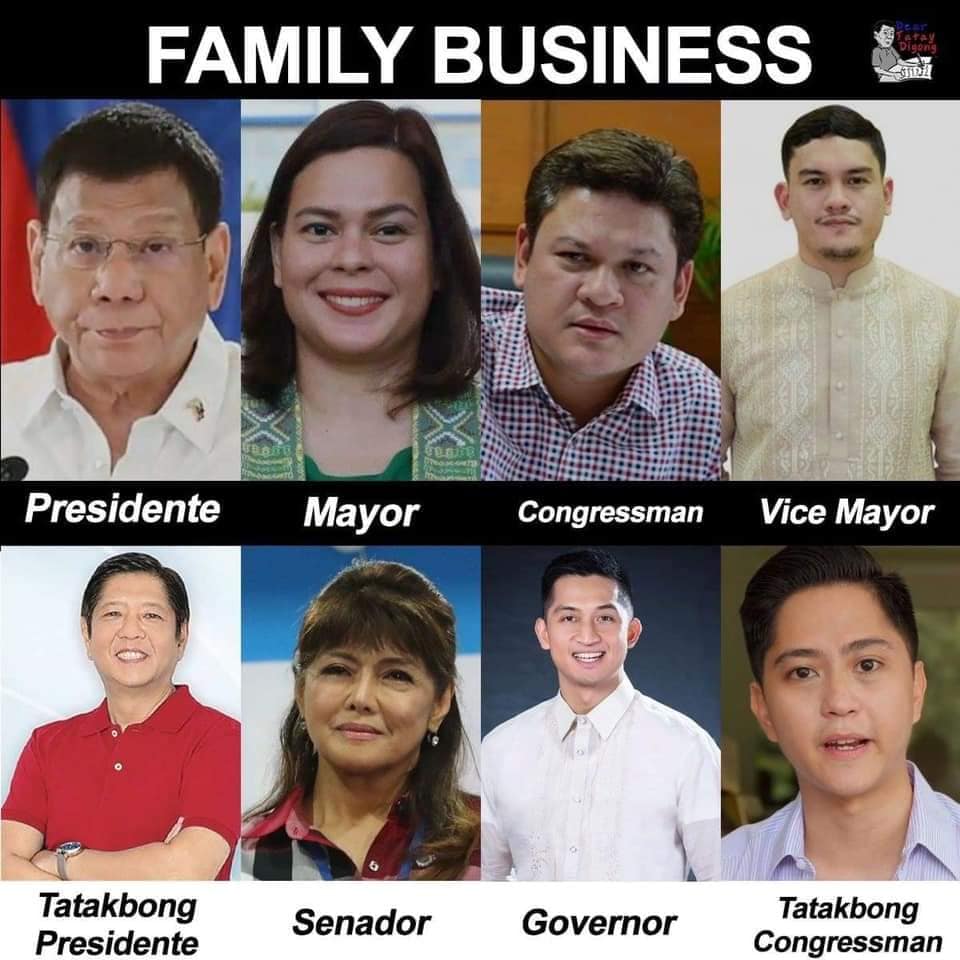 FAMILY BUSINESS
Dear
Tatay
Digong
Presidente
Mayor
Congressman
Vice Mayor
Tatakbong
Presidente
Senador
Governor
Tatakbong
Congressman